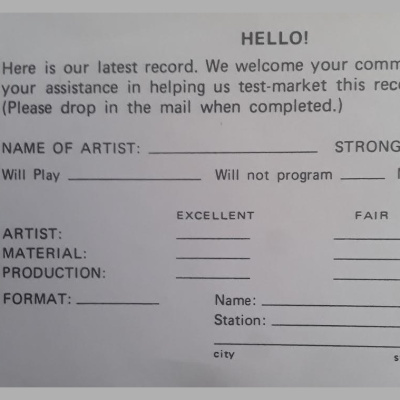 HELLO!
Here is our latest record. We welcome your
your assistance in helping us test-market this
(Please drop in the mail when completed.)
NAME OF ARTIST: STRONG
Will Play Will not program
EXCELLENT FAIR
ARTIST:
MATERIAL:
PRODUCTION:
FORMAT: Name:
Station:
city